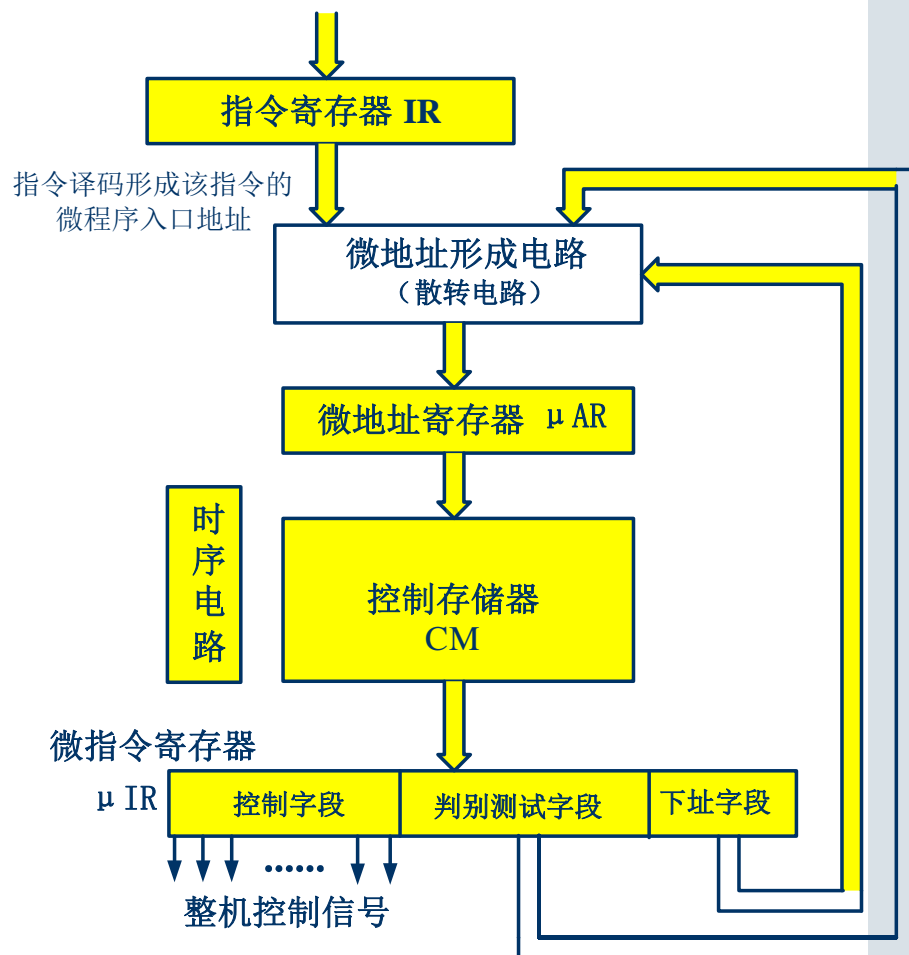 指令寄存器 IR
指令译码形成该指令的
微程序入口地址
微地址形成电路
（散转电路）
微地址寄存器 μAR
时
序
电
路
控制存储器
CM
微指令寄存器
μIR
控制字段
判别测试字段
下址字段
······
整机控制信号